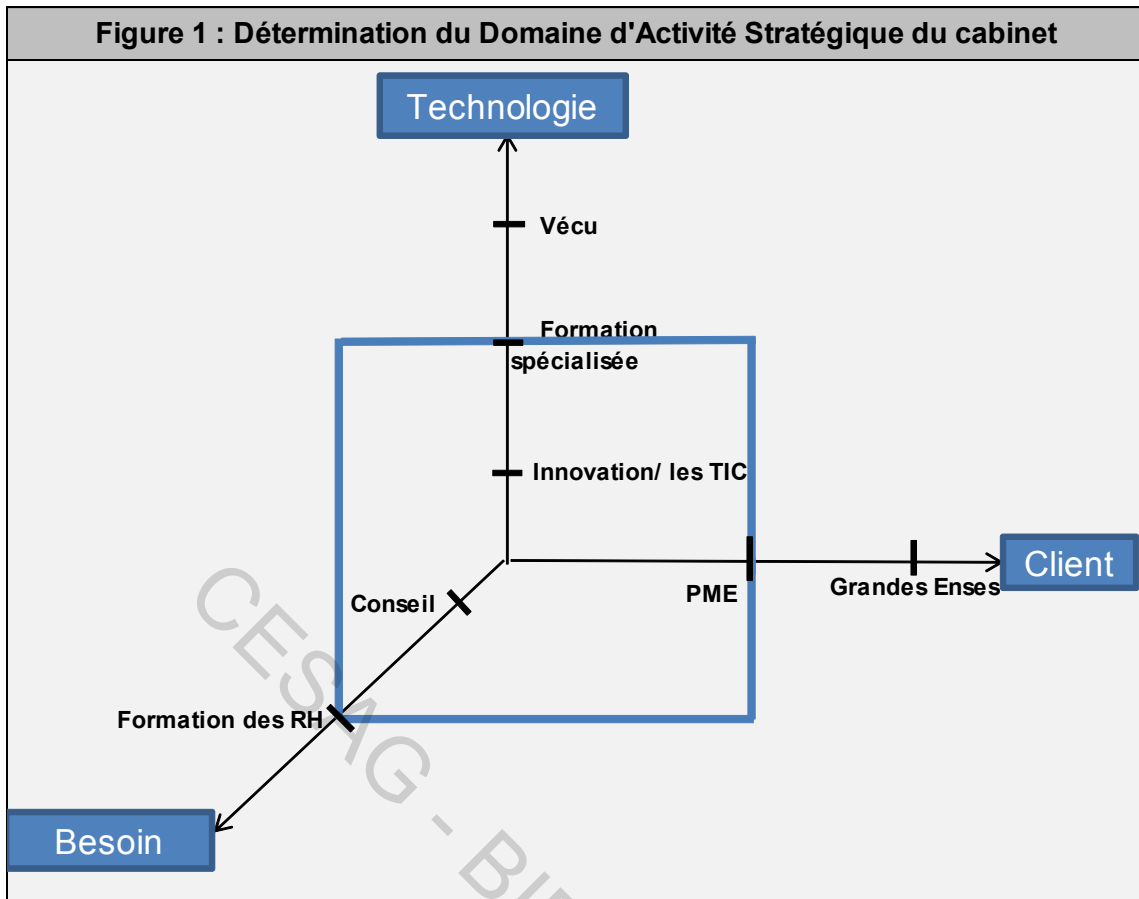 Figure 1 : Détermination du Domaine d'Activité Stratégique du cabinet
Technologie
Vécu
Formation
spécialisée
Innovation/ les TIC
Client
Grandes Enses
PME
Conseil
Formation des RH
Besoin
CESAG -